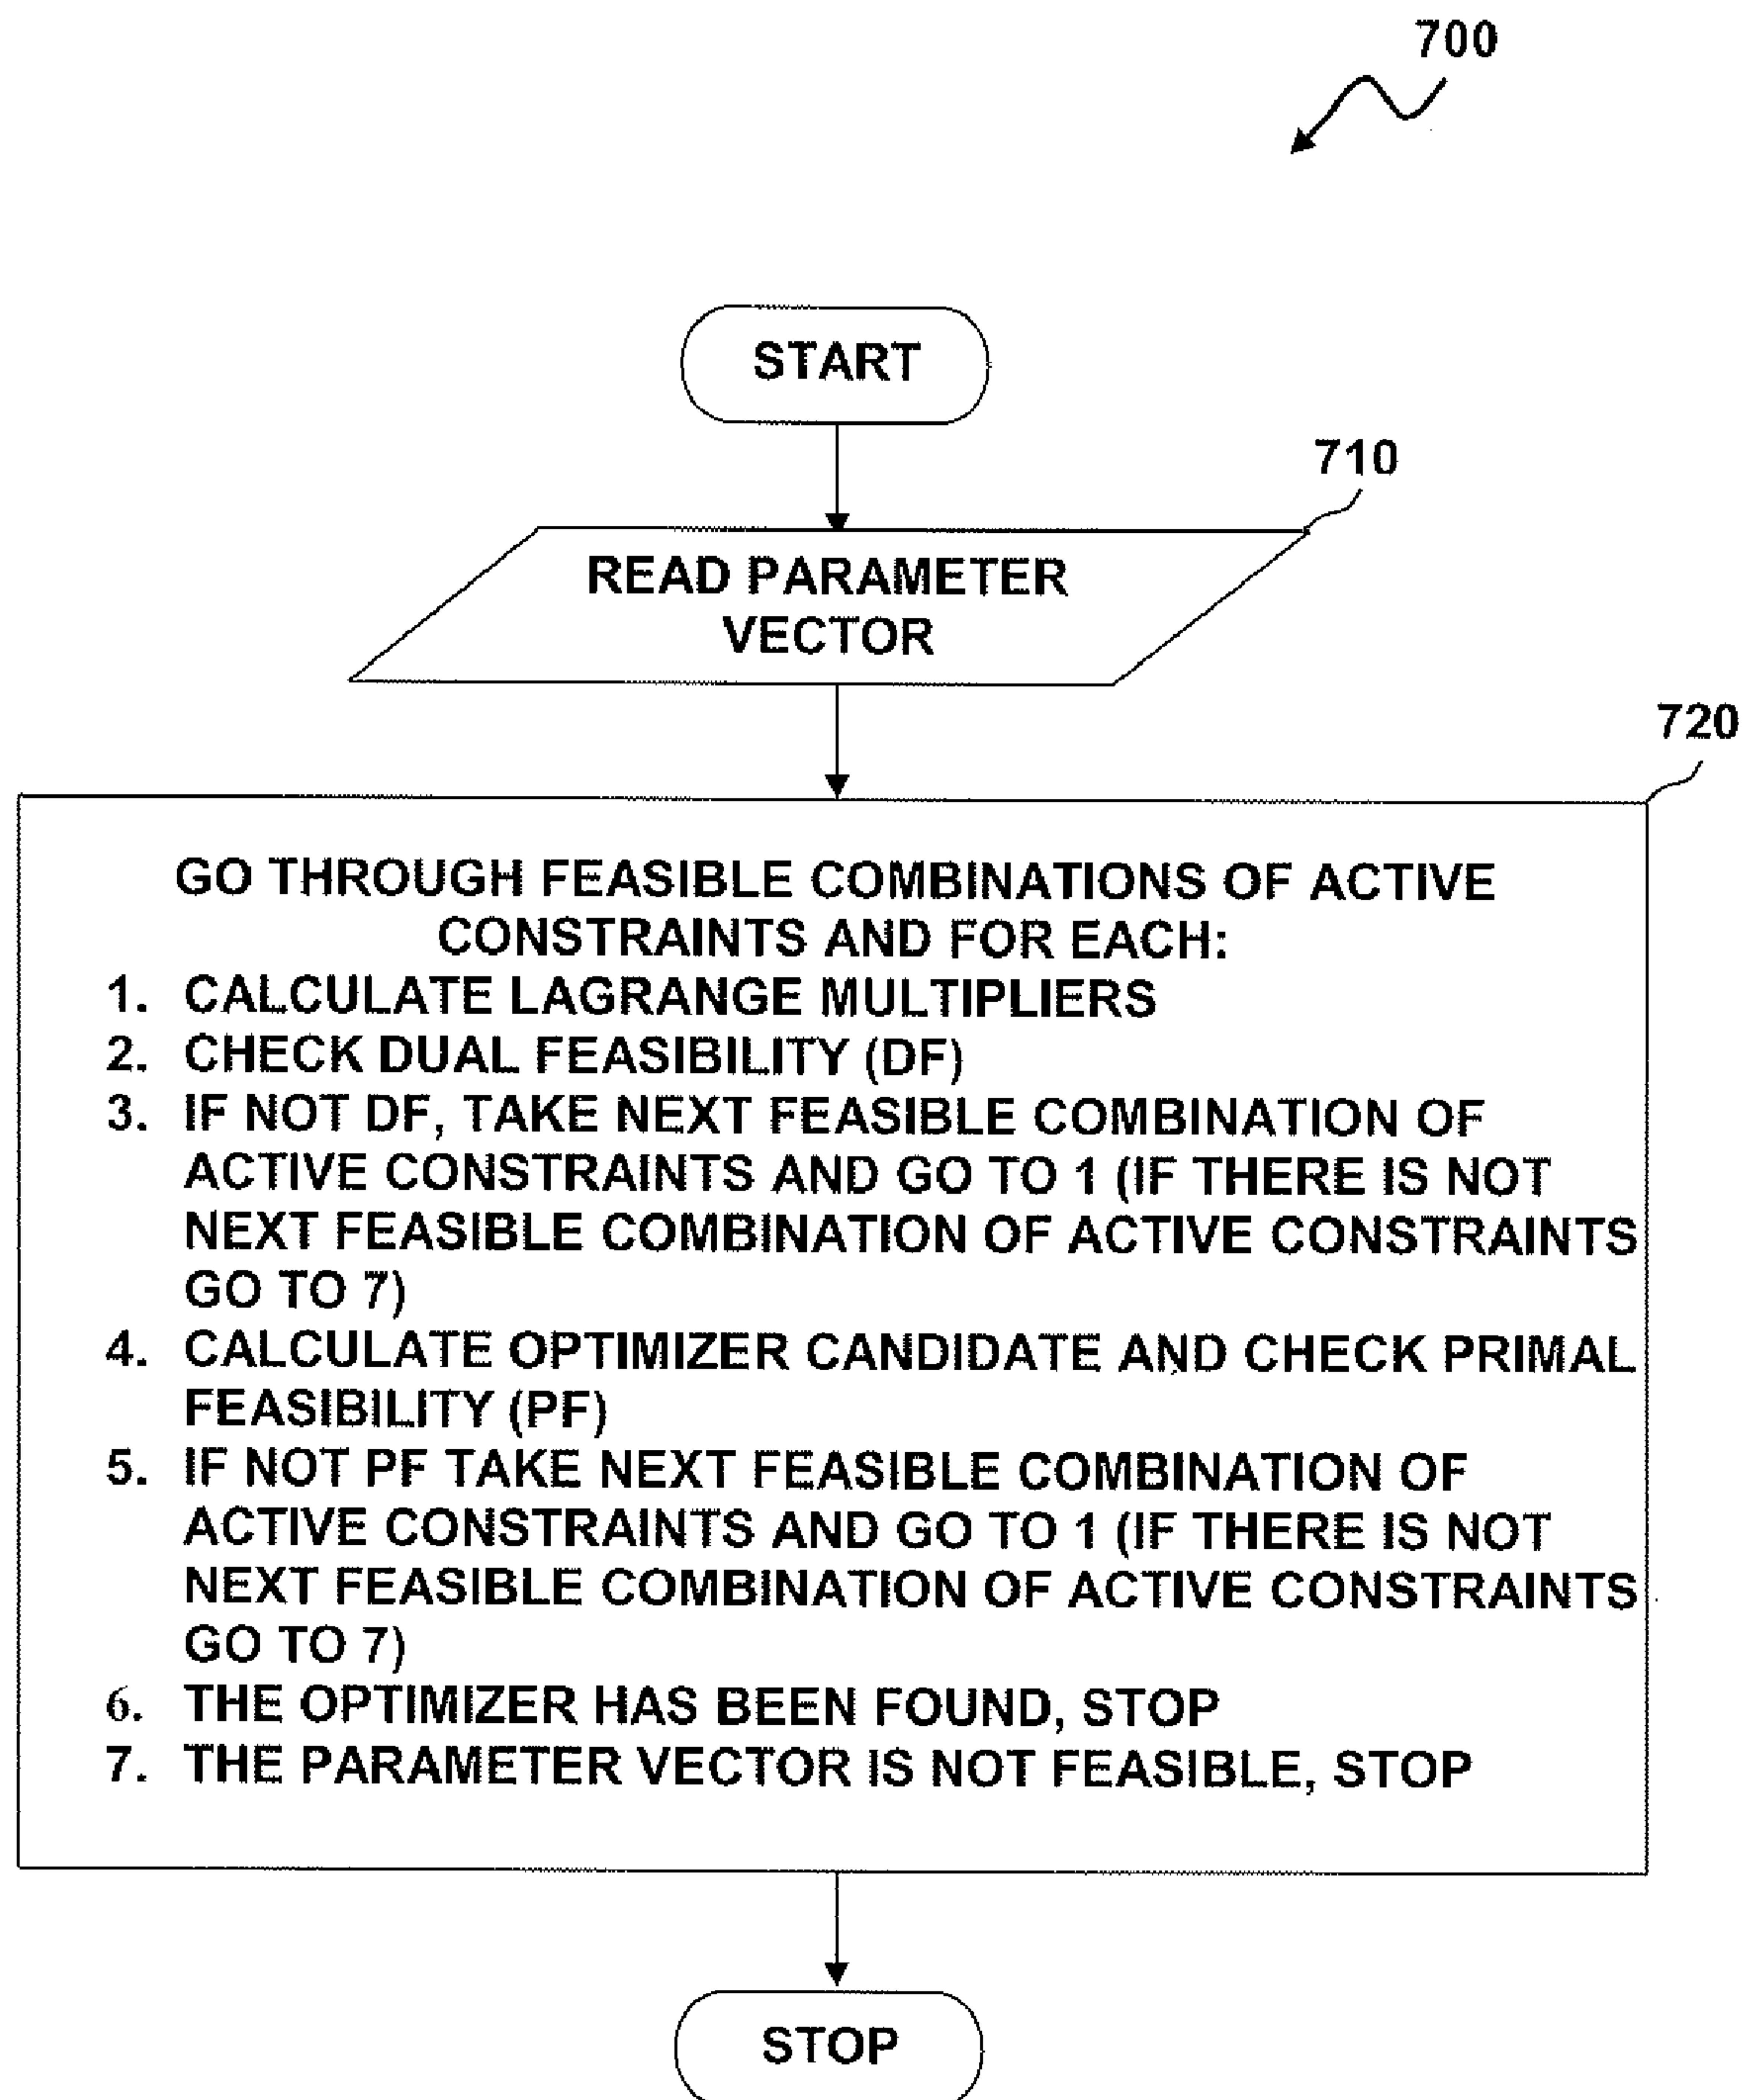 700
START
710
READ PARAMETER
VECTOR
720
GO THROUGH FEASIBLE COMBINATIONS OF ACTIVE
CONSTRAINTS AND FOR EACH:
1. CALCULATE LAGRANGE MULTIPLIERS
2. CHECK DUAL FEASIBILITY (DF)
3. IF NOT DF, TAKE NEXT FEASIBLE COMBINATION OF
ACTIVE CONSTRAINTS AND GO TO 1 (IF THERE IS NOT
NEXT FEASIBLE COMBINATION OF ACTIVE CONSTRAINTS
GO TO 7)
4. CALCULATE OPTIMIZER CANDIDATE AND CHECK PRIMAL
FEASIBILITY (PF)
5. IF NOT PF TAKE NEXT FEASIBLE COMBINATION OF
ACTIVE CONSTRAINTS AND GO TO 1 (IF THERE IS NOT
NEXT FEASIBLE COMBINATION OF ACTIVE CONSTRAINTS
GO TO 7)
6. THE OPTIMIZER HAS BEEN FOUND, STOP
7. THE PARAMETER VECTOR IS NOT FEASIBLE, STOP
STOP